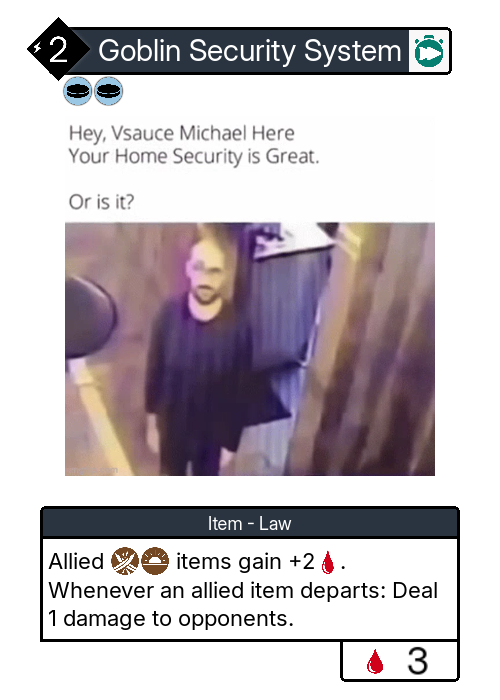 2 Goblin Security System
Hey, Vsauce Michael Here
Your Home Security is Great.
Or is it?
Item - Law
Allied items gain +2 .
Whenever an allied item departs: Deal
1 damage to opponents.
3